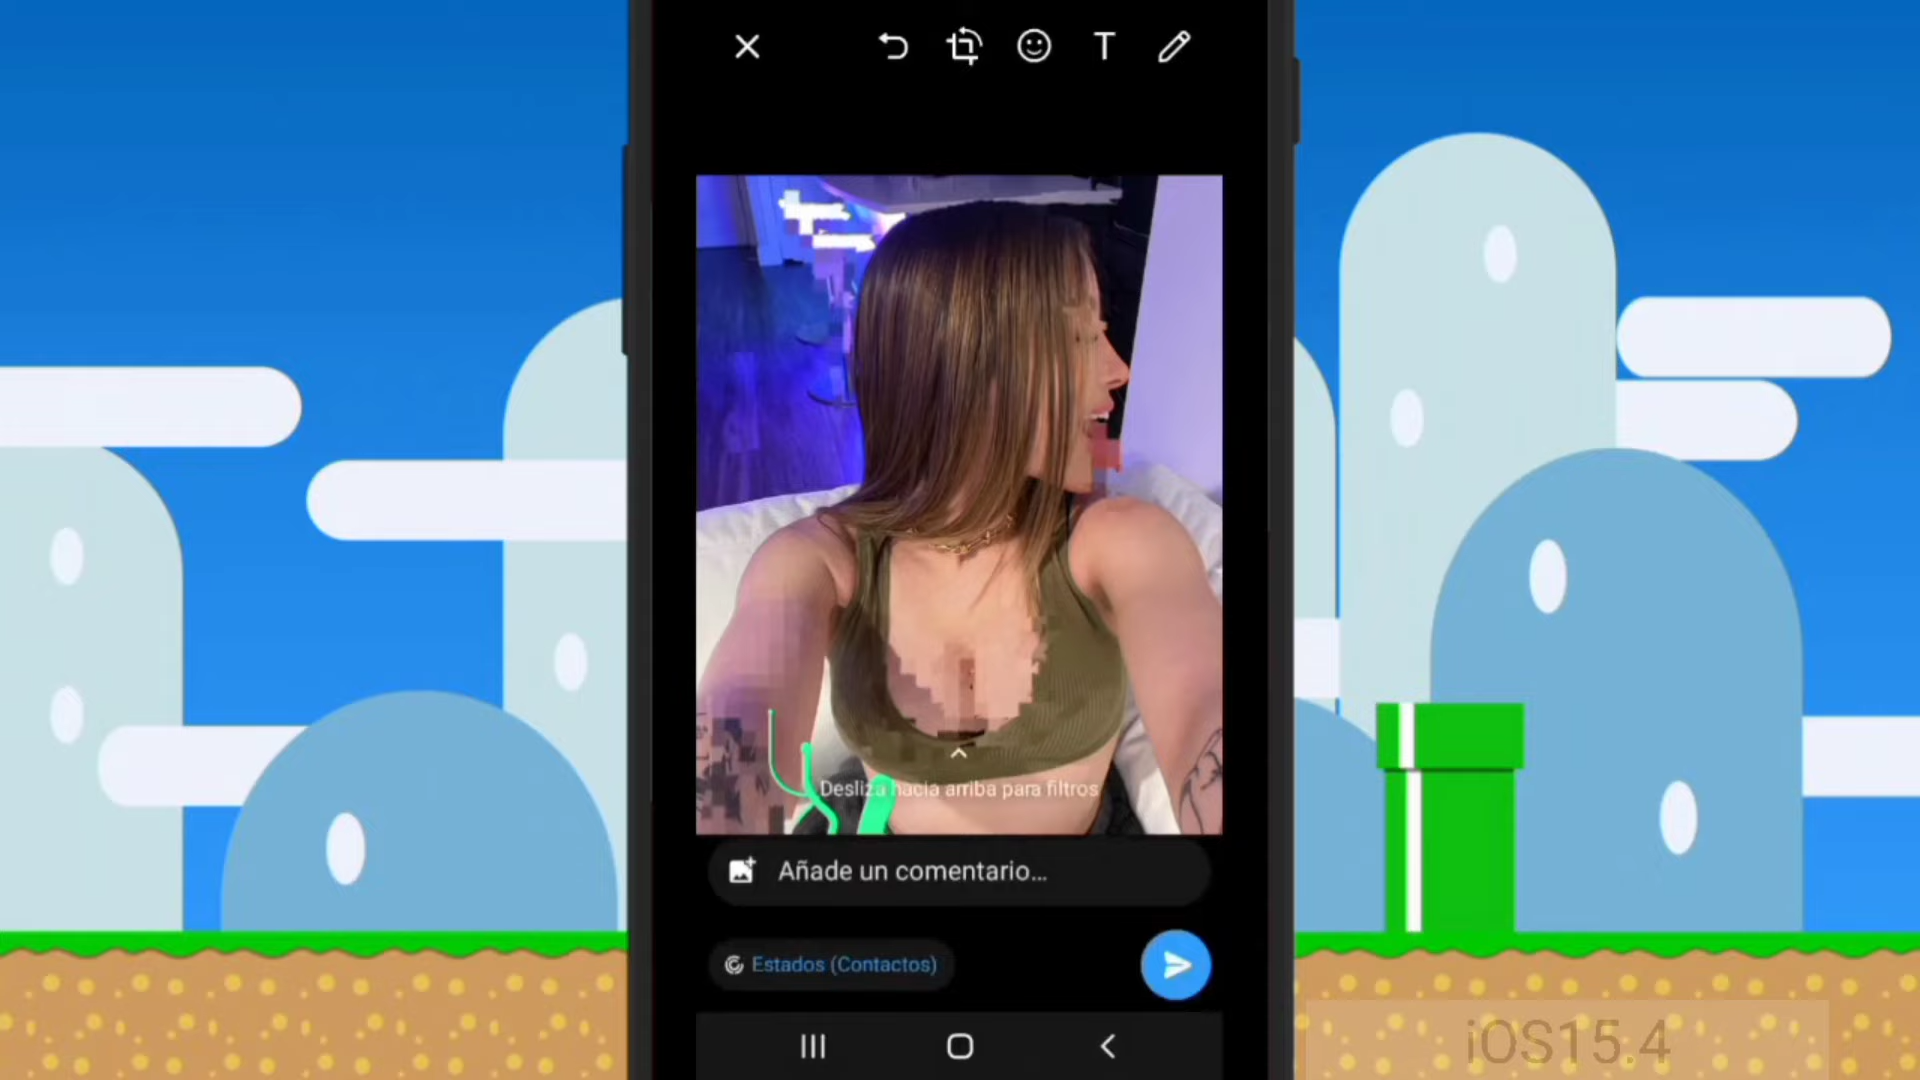 T
Desliza hacia arriba para filtros
Añade un comentario...
Estados (Contactos)
iOS15.4